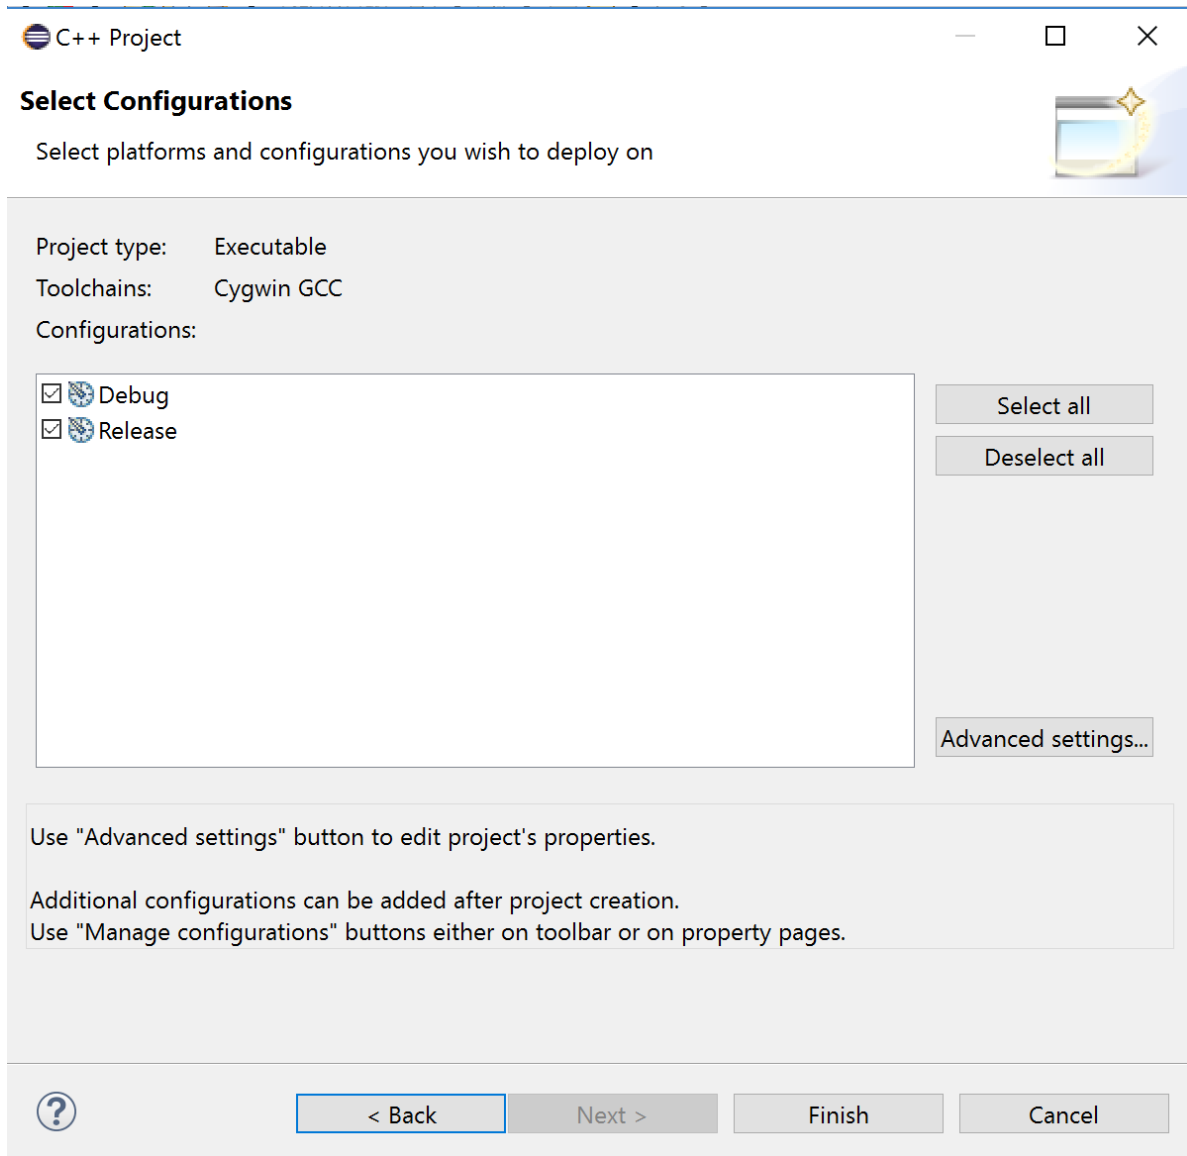 C++ Project
Select Configurations
Select platforms and configurations you wish to deploy on
Project type: Executable
Toolchains: Cygwin GCC
Configurations:
Debug
Release
Select all
Deselect all
Advanced settings...
Use "Advanced settings" button to edit project's properties.
Additional configurations can be added after project creation.
Use "Manage configurations" buttons either on toolbar or on property pages.
?
< Back
Next >
Finish
Cancel